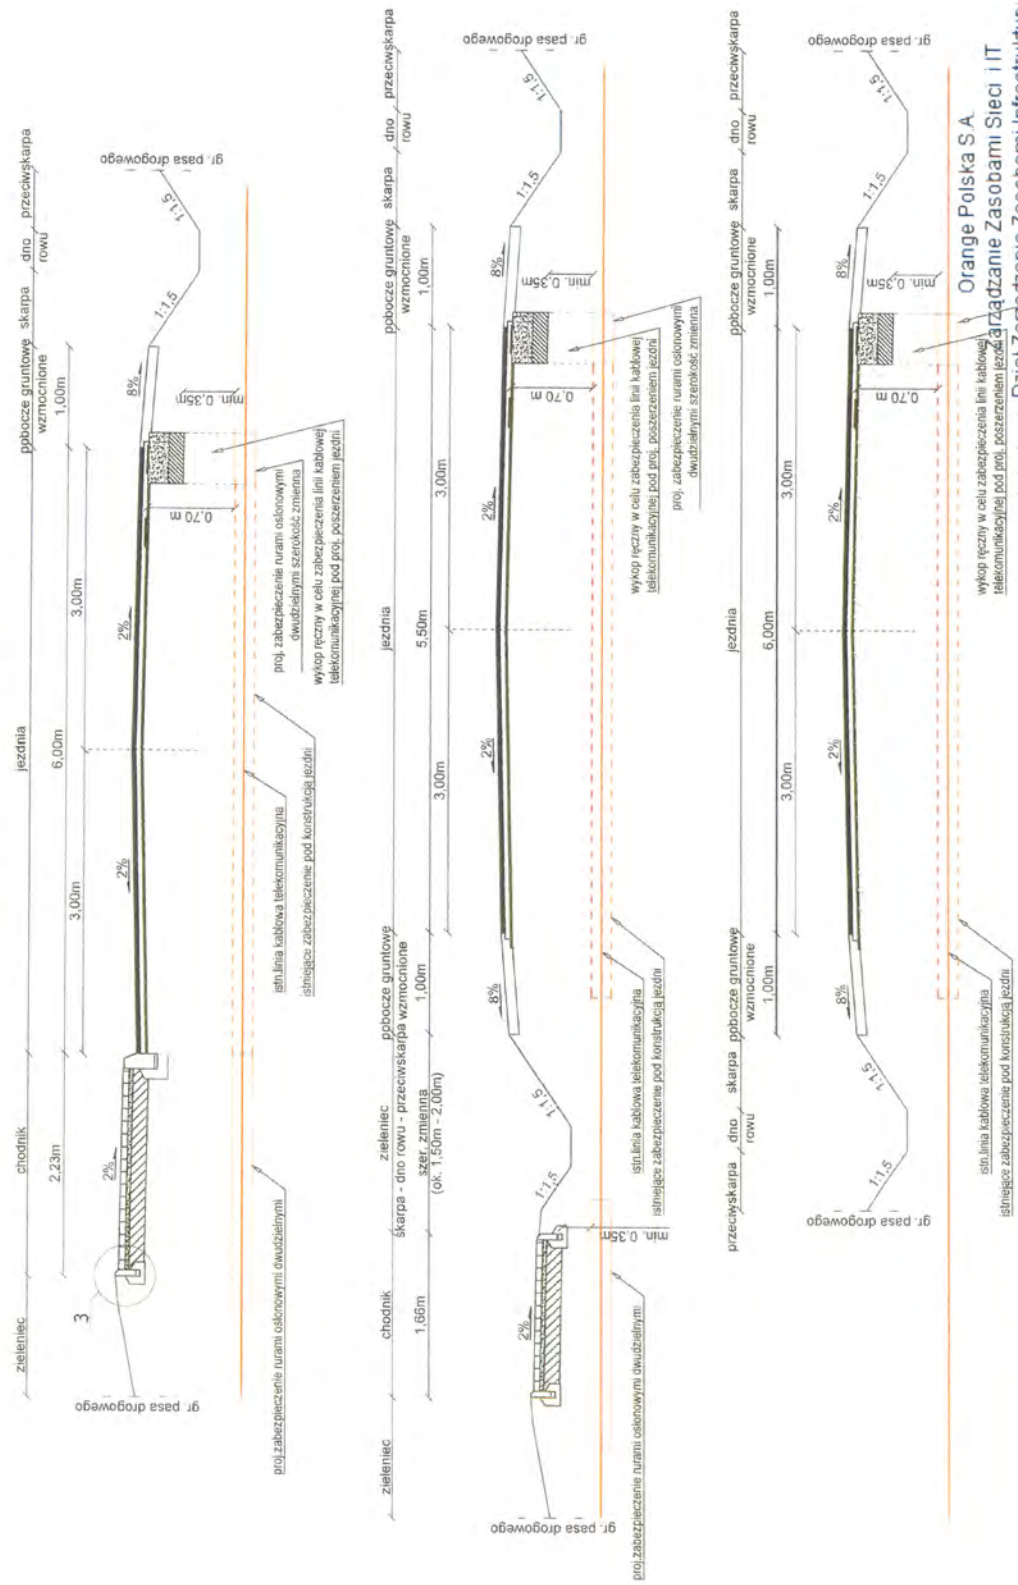 zieleniec
chodnik
jezdnia
pobocze gruntowe
wzmocnione
skarpa
dno
rowu
przeciwskarpa
2,23m
6,00m
1,00m
3,00m
3,00m
3
2%
2%
2%
8%
1:1,5
1:1,5
gr. pasa drogowego
gr. pasa drogowego
0,70 m
min. 0,35m
proj.zabezpieczenie rurami osłonowymi dwudzielnymi
istn.linia kablowa telekomunikacyjna
istniejące zabezpieczenie pod konstrukcją jezdni
proj. zabezpieczenie rurami osłonowymi
dwudzielnymi szerokość zmienna
wykop ręczny w celu zabezpieczenia linii kablowej
telekomunikacyjnej pod proj. poszerzeniem jezdni
zieleniec
chodnik
zieleniec
skarpa - dno rowu - przeciwskarpa
szer. zmienna
(ok. 1,50m - 2,00m)
pobocze gruntowe
wzmocnione
jezdnia
pobocze gruntowe
wzmocnione
skarpa
dno
rowu
przeciwskarpa
1,66m
1,00m
5,50m
1,00m
3,00m
3,00m
2%
8%
2%
2%
8%
1:1,5
1:1,5
1:1,5
1:1,5
gr. pasa drogowego
gr. pasa drogowego
min. 0,35m
0,70 m
min. 0,35m
proj.zabezpieczenie rurami osłonowymi dwudzielnymi
istn.linia kablowa telekomunikacyjna
istniejące zabezpieczenie pod konstrukcją jezdni
wykop ręczny w celu zabezpieczenia linii kablowej
telekomunikacyjnej pod proj. poszerzeniem jezdni
proj. zabezpieczenie rurami osłonowymi
dwudzielnymi szerokość zmienna
przeciwskarpa
dno
rowu
skarpa
pobocze gruntowe
wzmocnione
jezdnia
pobocze gruntowe
wzmocnione
skarpa
dno
rowu
przeciwskarpa
1,00m
6,00m
1,00m
3,00m
3,00m
8%
2%
2%
8%
1:1,5
1:1,5
1:1,5
1:1,5
gr. pasa drogowego
gr. pasa drogowego
0,70 m
min. 0,35m
istn.linia kablowa telekomunikacyjna
istniejące zabezpieczenie pod konstrukcją jezdni
wykop ręczny w celu zabezpieczenia linii kablowej
telekomunikacyjnej pod proj. poszerzeniem jezdni
Orange Polska S.A.
Zarządzanie Zasobami Sieci i IT